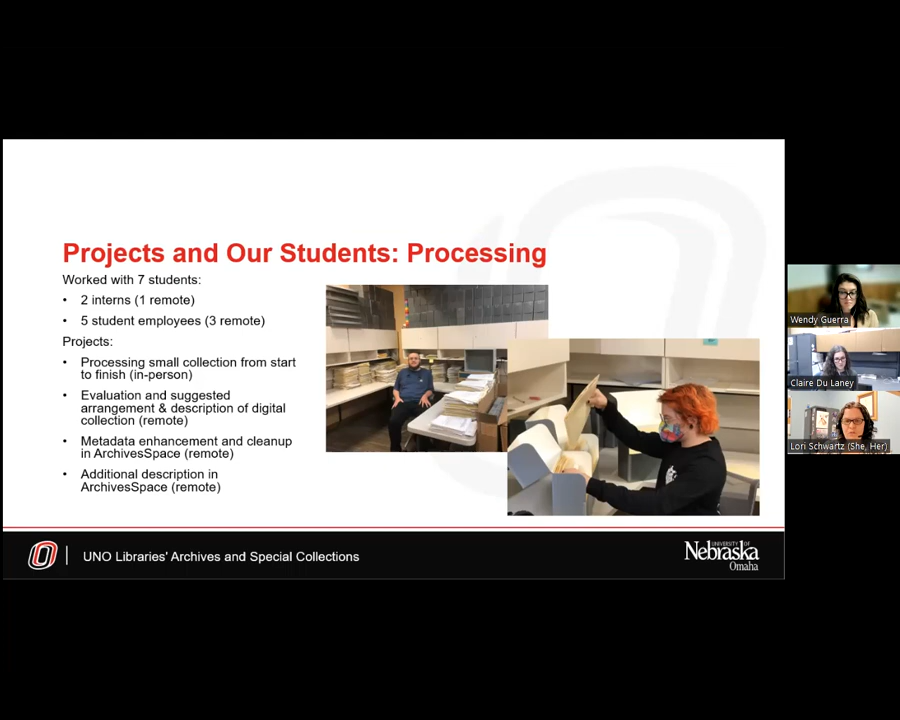 Projects and Our Students: Processing
Worked with 7 students:
• 2 interns (1 remote)
• 5 student employees (3 remote)
Projects:
• Processing small collection from start
to finish (in-person)
• Evaluation and suggested
arrangement & description of digital
collection (remote)
• Metadata enhancement and cleanup
in ArchivesSpace (remote)
• Additional description in
ArchivesSpace (remote)
UNO Libraries' Archives and Special Collections
UNIVERSITY OF
Nebraska
Omaha
Wendy Guerra
Claire Du Laney
Lori Schwartz (She, Her)